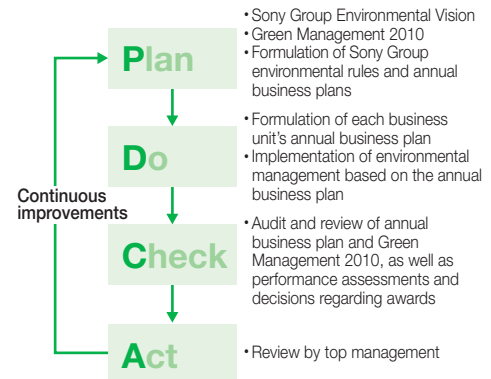 Plan
• Sony Group Environmental Vision
• Green Management 2010
• Formulation of Sony Group
environmental rules and annual
business plans
Do
• Formulation of each business
unit's annual business plan
• Implementation of environmental
management based on the annual
business plan
Continuous
improvements
Check
• Audit and review of annual
business plan and Green
Management 2010, as well as
performance assessments and
decisions regarding awards
Act
• Review by top management